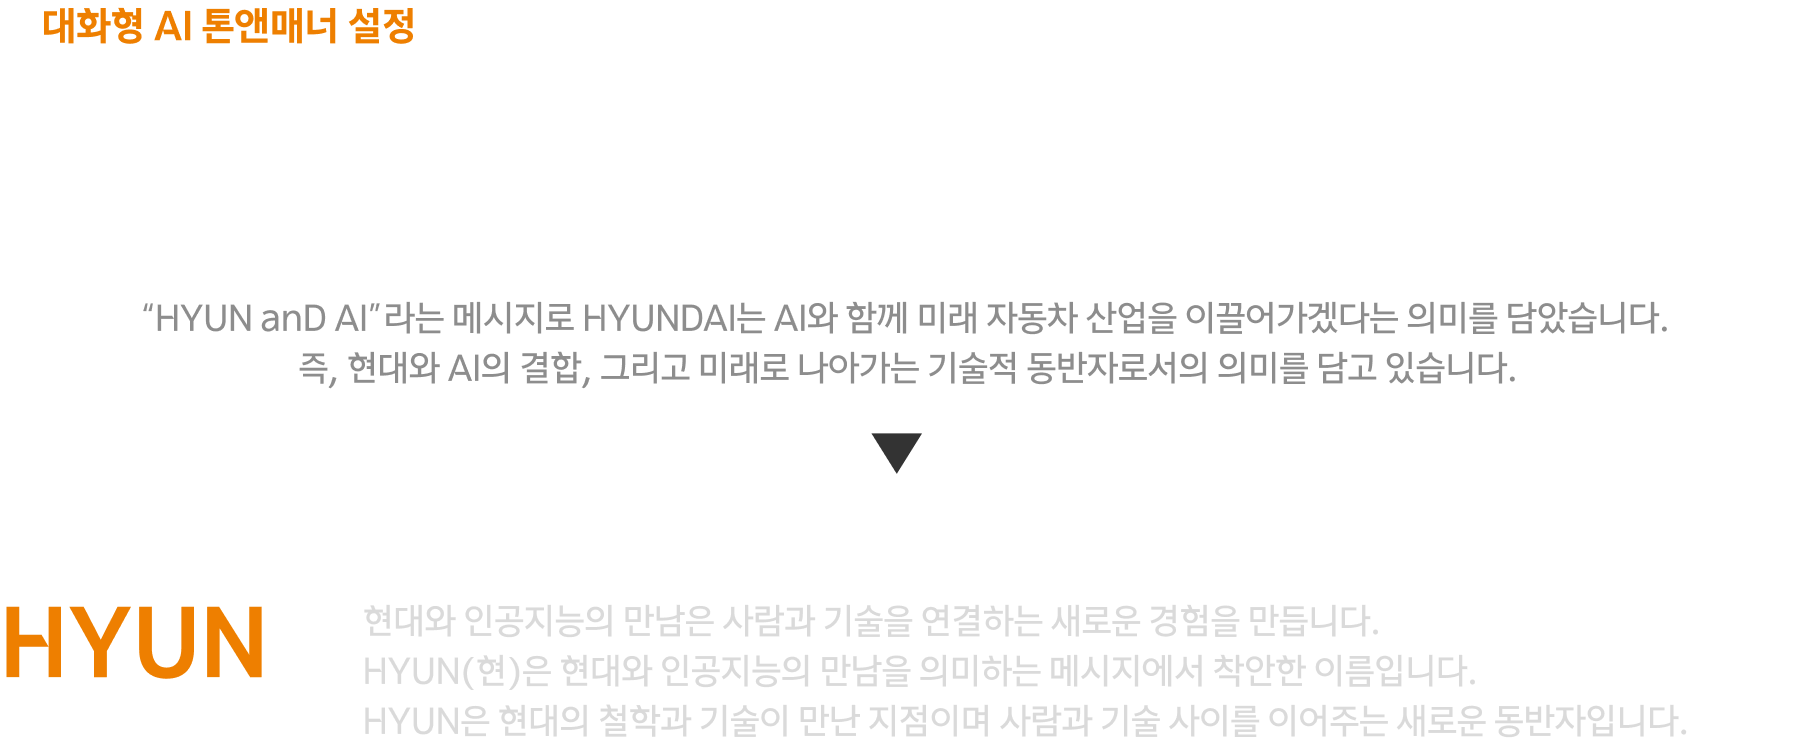 대화형 AI 톤앤매너 설정
“HYUN anD AI”라는 메시지로 HYUNDAI는 AI와 함께 미래 자동차 산업을 이끌어가겠다는 의미를 담았습니다.
즉, 현대와 AI의 결합, 그리고 미래로 나아가는 기술적 동반자로서의 의미를 담고 있습니다.
HYUN
현대와 인공지능의 만남은 사람과 기술을 연결하는 새로운 경험을 만듭니다.
HYUN(현)은 현대와 인공지능의 만남을 의미하는 메시지에서 착안한 이름입니다.
HYUN은 현대의 철학과 기술이 만난 지점이며 사람과 기술 사이를 이어주는 새로운 동반자입니다.